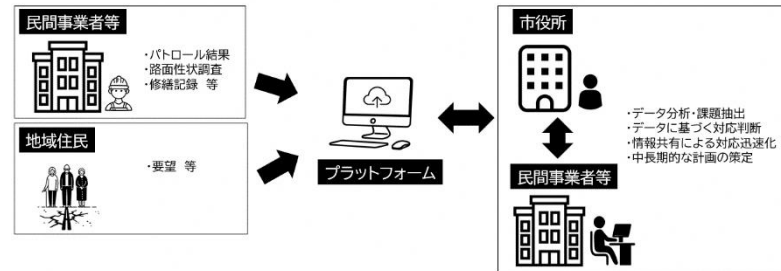 民間事業者等
・パトロール結果
・路面性状調査
・修繕記録 等
地域住民
・要望 等
プラットフォーム
市役所
・データ分析・課題抽出
・データに基づく対応判断
・情報共有による対応迅速化
・中長期的な計画の策定
民間事業者等